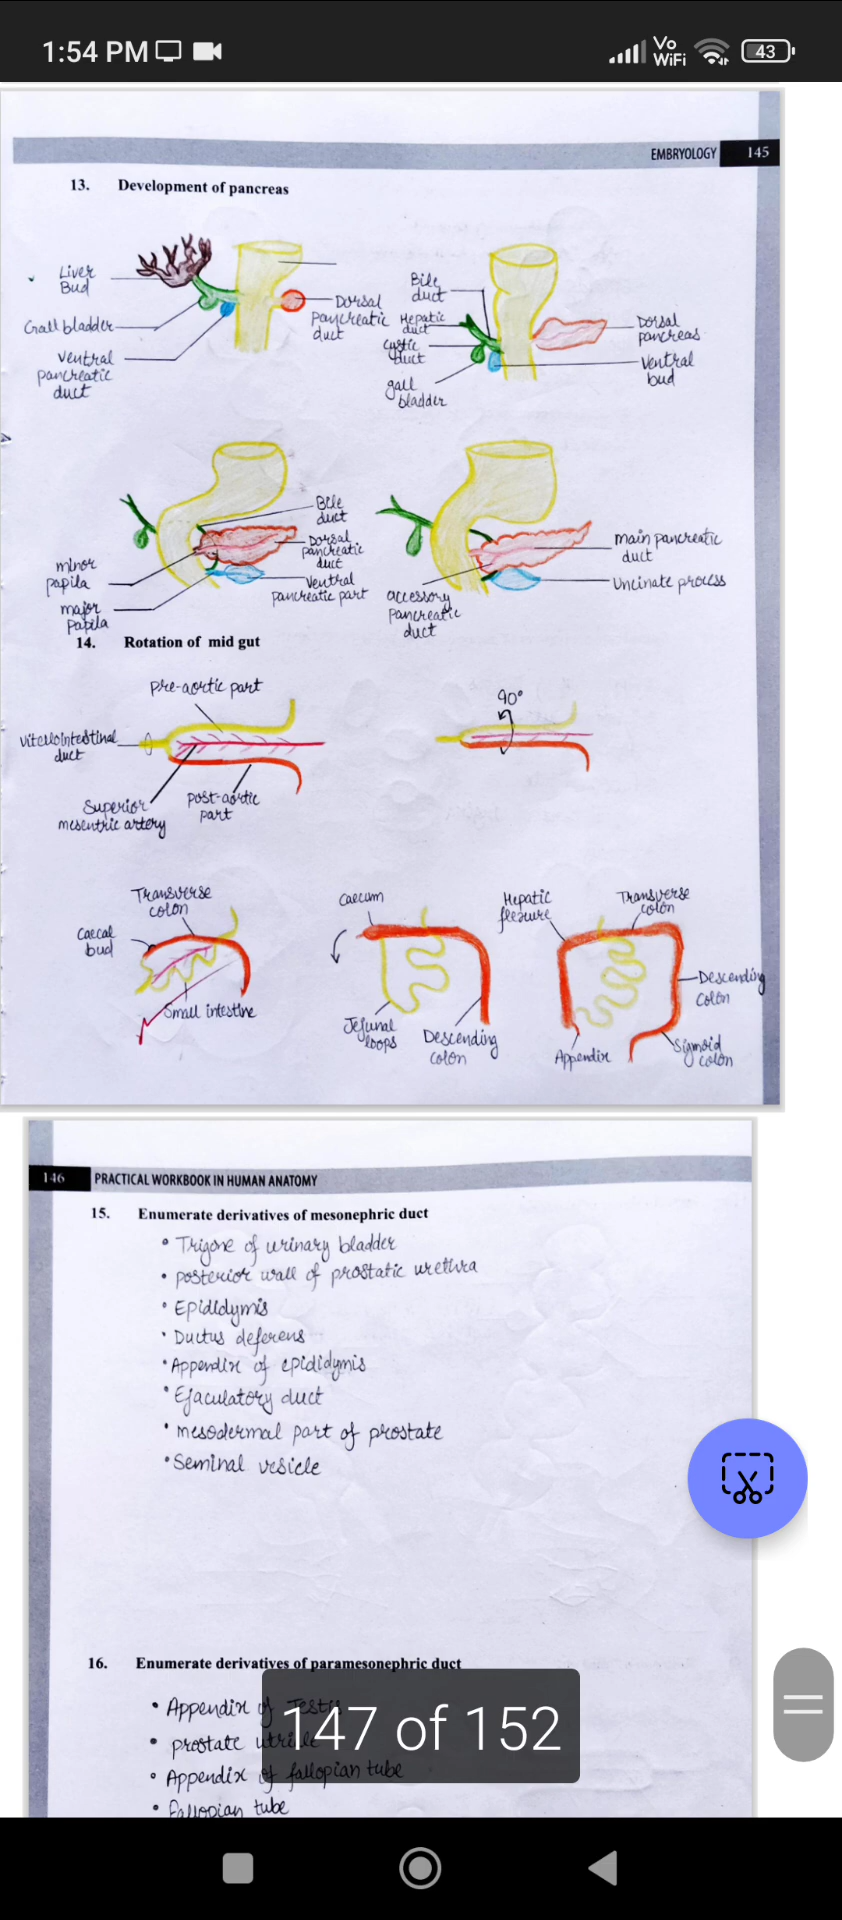 1:54 PM
Vo
WiFi
43
EMBRYOLOGY 145
13. Development of pancreas
Liver
Bud
Gall bladder
ventral
pancreatic
duct
Dorsal
pancreatic
duct
Bile
duct
Hepatic
duct
cystic
duct
gall
bladder
Dorsal
pancreas
ventral
bud
minor
papila
major
papila
Bile
duct
Dorsal
pancreatic
duct
ventral
pancreatic part
accessory
pancreatic
duct
main pancreatic
duct
Uncinate process
14. Rotation of mid gut
pre-aortic part
vitellointestinal
duct
Superior
mesentric artery
post-aortic
part
90°
Transverse
colon
Caecal
bud
Small intestine
Caecum
Jejunal
loops
Descending
colon
Hepatic
flexure
Transverse
colon
Descending
colon
Appendix
Sigmoid
colon
146 PRACTICAL WORKBOOK IN HUMAN ANATOMY
15. Enumerate derivatives of mesonephric duct
• Trigone of urinary bladder
• posterior wall of prostatic urethra
• Epididymis
• Ductus deferens
• Appendix of epididymis
• Ejaculatory duct
• mesodermal part of prostate
• Seminal vesicle
16. Enumerate derivatives of paramesonephric duct
• Appendix of Testis
• prostate utricle
• Appendix of fallopian tube
• Fallopian tube
147 of 152